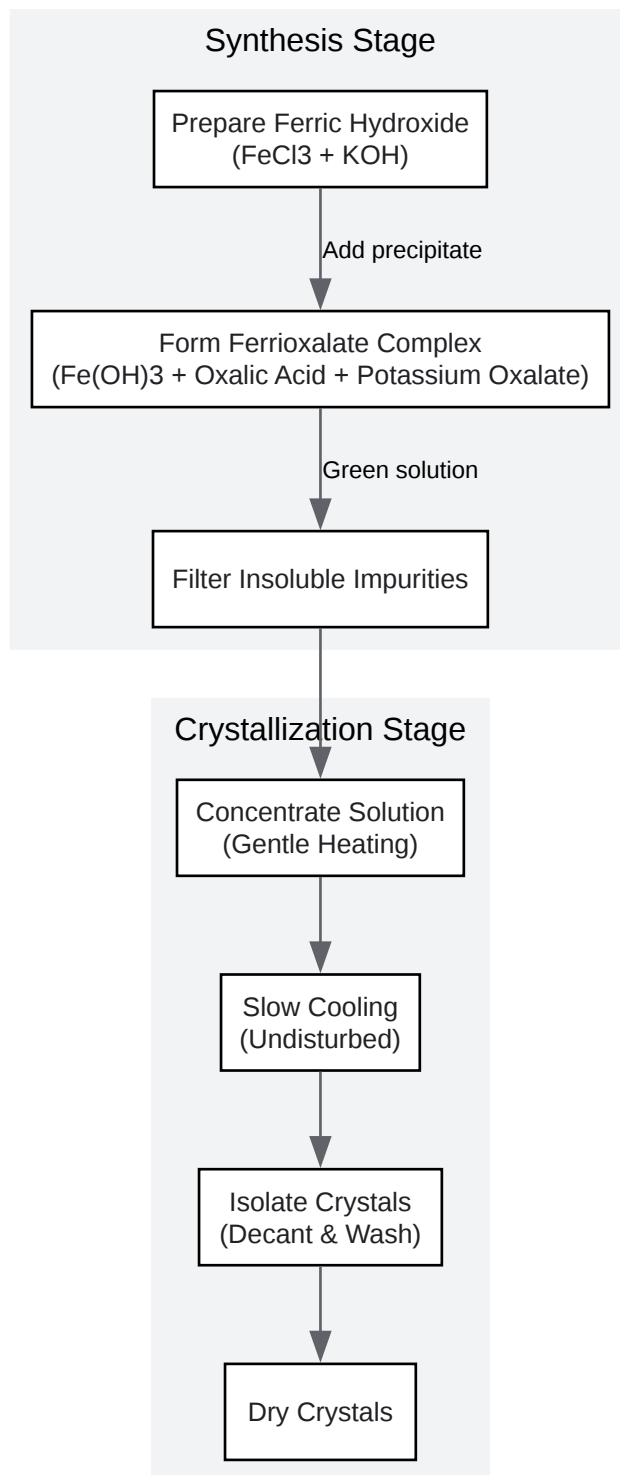 Synthesis Stage
Prepare Ferric Hydroxide
(FeCl3 + KOH)
Add precipitate
Form Ferrioxalate Complex
(Fe(OH)3 + Oxalic Acid + Potassium Oxalate)
Green solution
Filter Insoluble Impurities
Crystallization Stage
Concentrate Solution
(Gentle Heating)
Slow Cooling
(Undisturbed)
Isolate Crystals
(Decant & Wash)
Dry Crystals